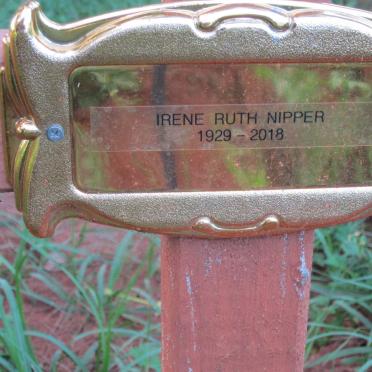 IRENE RUTH NIPPER
1929 - 2018